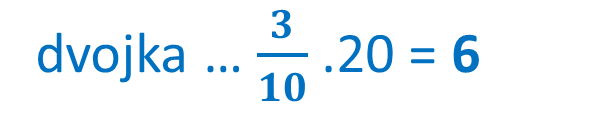 dvojka ... 3/10 .20 = 6